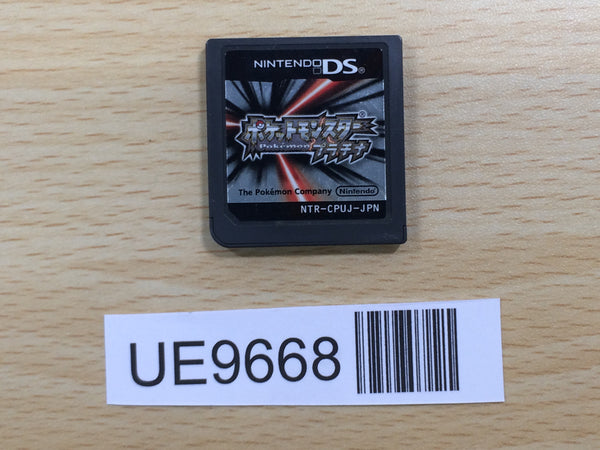 NINTENDO DS
ポケットモンスター
Pokémon プラチナ
The Pokémon Company Nintendo
NTR-CPUJ-JPN
UE9668